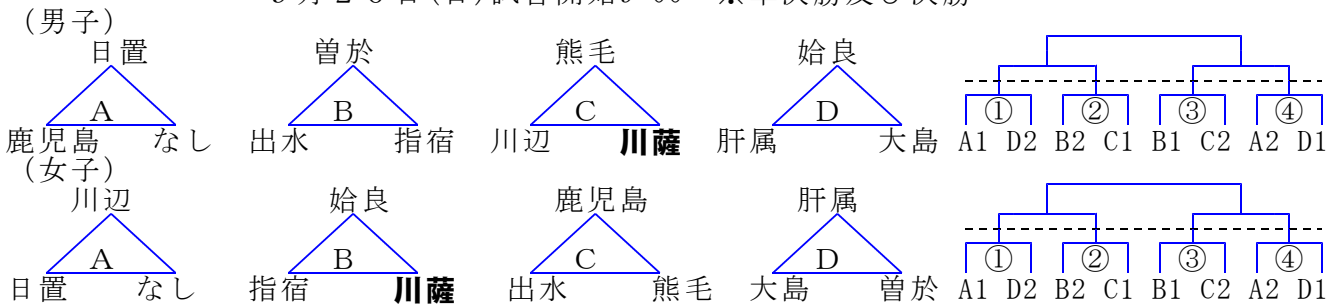 (男子)
日置 曽於 熊毛 姶良
A B C D ① ② ③ ④
鹿児島 なし 出水 指宿 川辺 川薩 肝属 大島 A1 D2 B2 C1 B1 C2 A2 D1
(女子)
川辺 姶良 鹿児島 肝属
A B C D ① ② ③ ④
日置 なし 指宿 川薩 出水 熊毛 大島 曽於 A1 D2 B2 C1 B1 C2 A2 D1